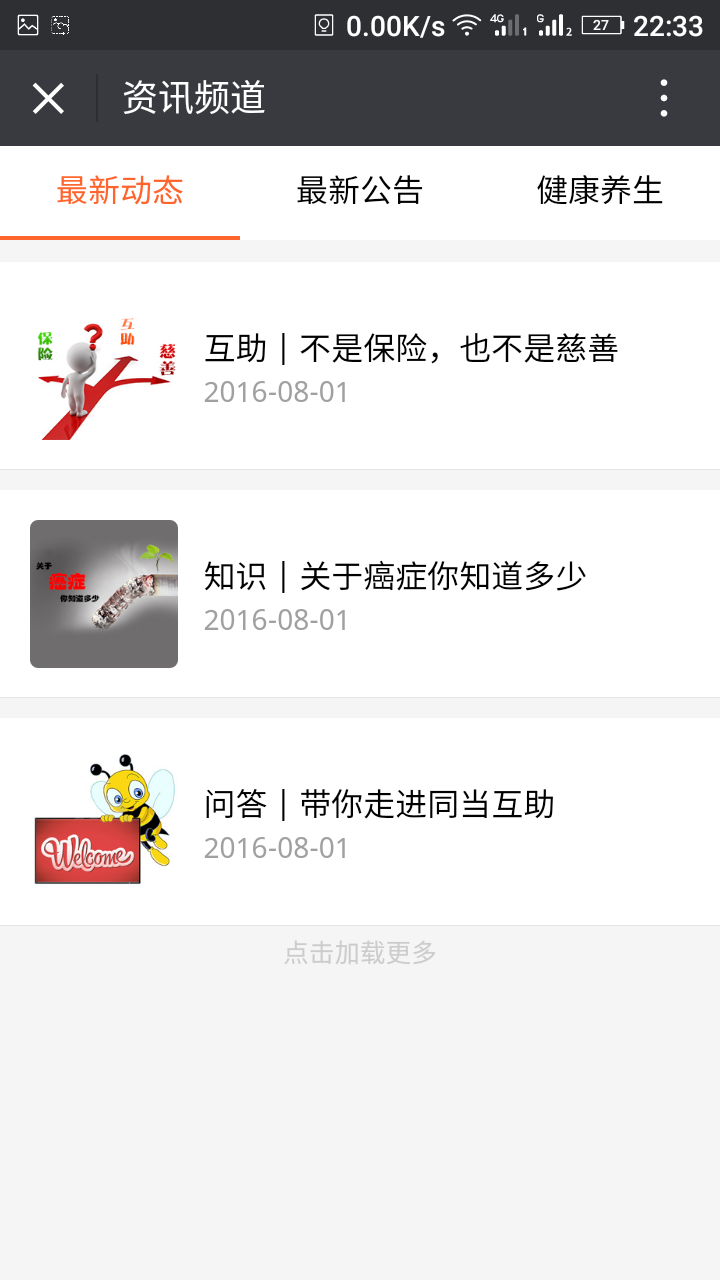 0.00K/s 4G 1 G 2 27 22:33
资讯频道
最新动态 最新公告 健康养生
保险
互助
慈善
互助 | 不是保险，也不是慈善
2016-08-01
关于
癌症
你知道多少
知识 | 关于癌症你知道多少
2016-08-01
Welcome
问答 | 带你走进同当互助
2016-08-01
点击加载更多